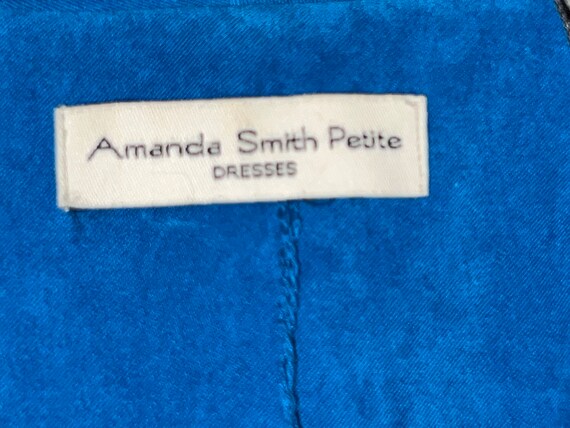 Amanda Smith Petite
DRESSES